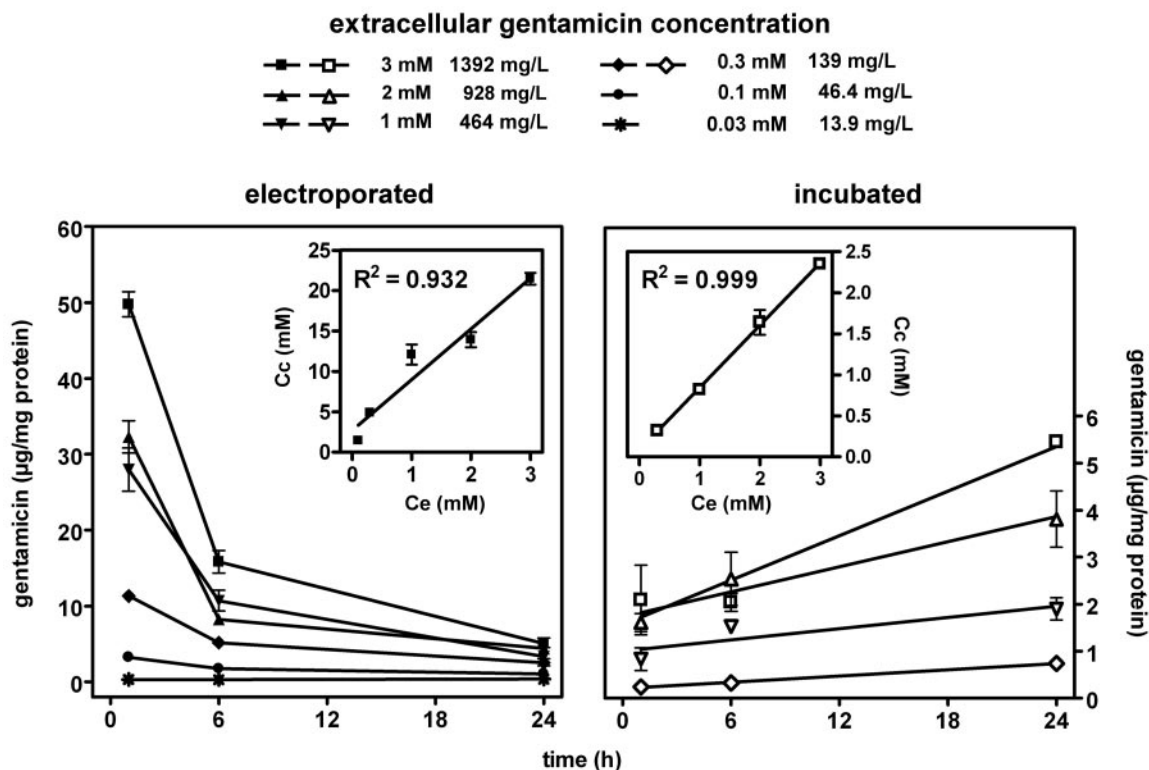 extracellular gentamicin concentration
3 mM 1392 mg/L 0.3 mM 139 mg/L
2 mM 928 mg/L 0.1 mM 46.4 mg/L
1 mM 464 mg/L 0.03 mM 13.9 mg/L
electroporated
gentamicin (µg/mg protein)
60
50
40
30
20
10
0
0 6 12 18 24
R² = 0.932
Cc (mM)
25
20
15
10
5
0
0 1 2 3
Ce (mM)
incubated
R² = 0.999
2.5
2.0
1.5
1.0
0.5
0.0
Cc (mM)
0 1 2 3
Ce (mM)
6
5
4
3
2
1
0
gentamicin (µg/mg protein)
0 6 12 18 24
time (h)